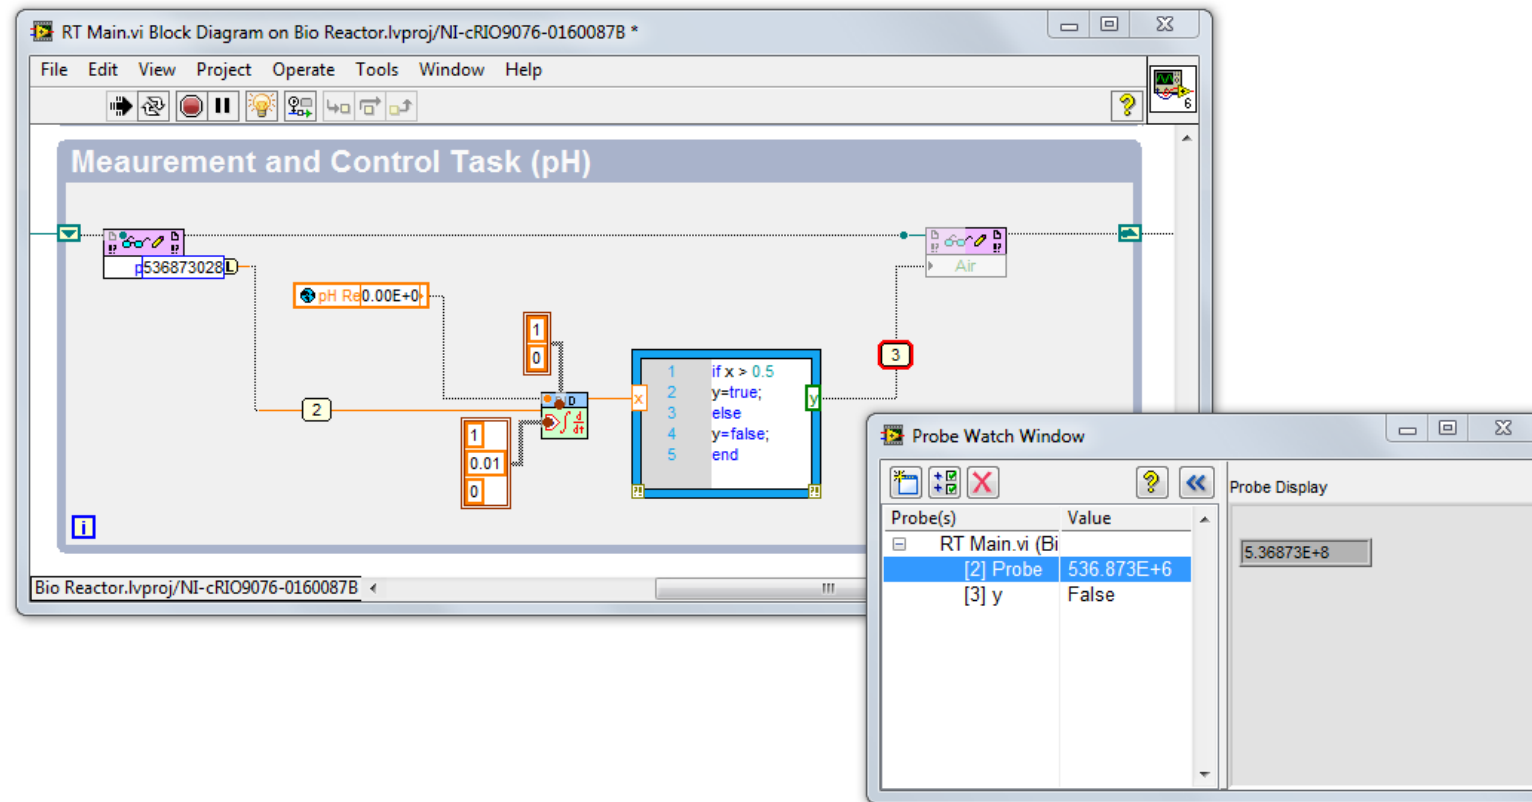 RT Main.vi Block Diagram on Bio Reactor.lvproj/NI-cRIO9076-0160087B *
File Edit View Project Operate Tools Window Help
6
Meaurement and Control Task (pH)
p536873028
Air
pH Re 0.00E+0
1
0
3
D
1 if x > 0.5
2 y=true;
3 else
4 y=false;
5 end
x
y
2
d
dt
1
0.01
0
i
Bio Reactor.lvproj/NI-cRIO9076-0160087B
Probe Watch Window
Probe Display
Probe(s) Value
RT Main.vi (Bi
[2] Probe 536.873E+6
[3] y False
5.36873E+8